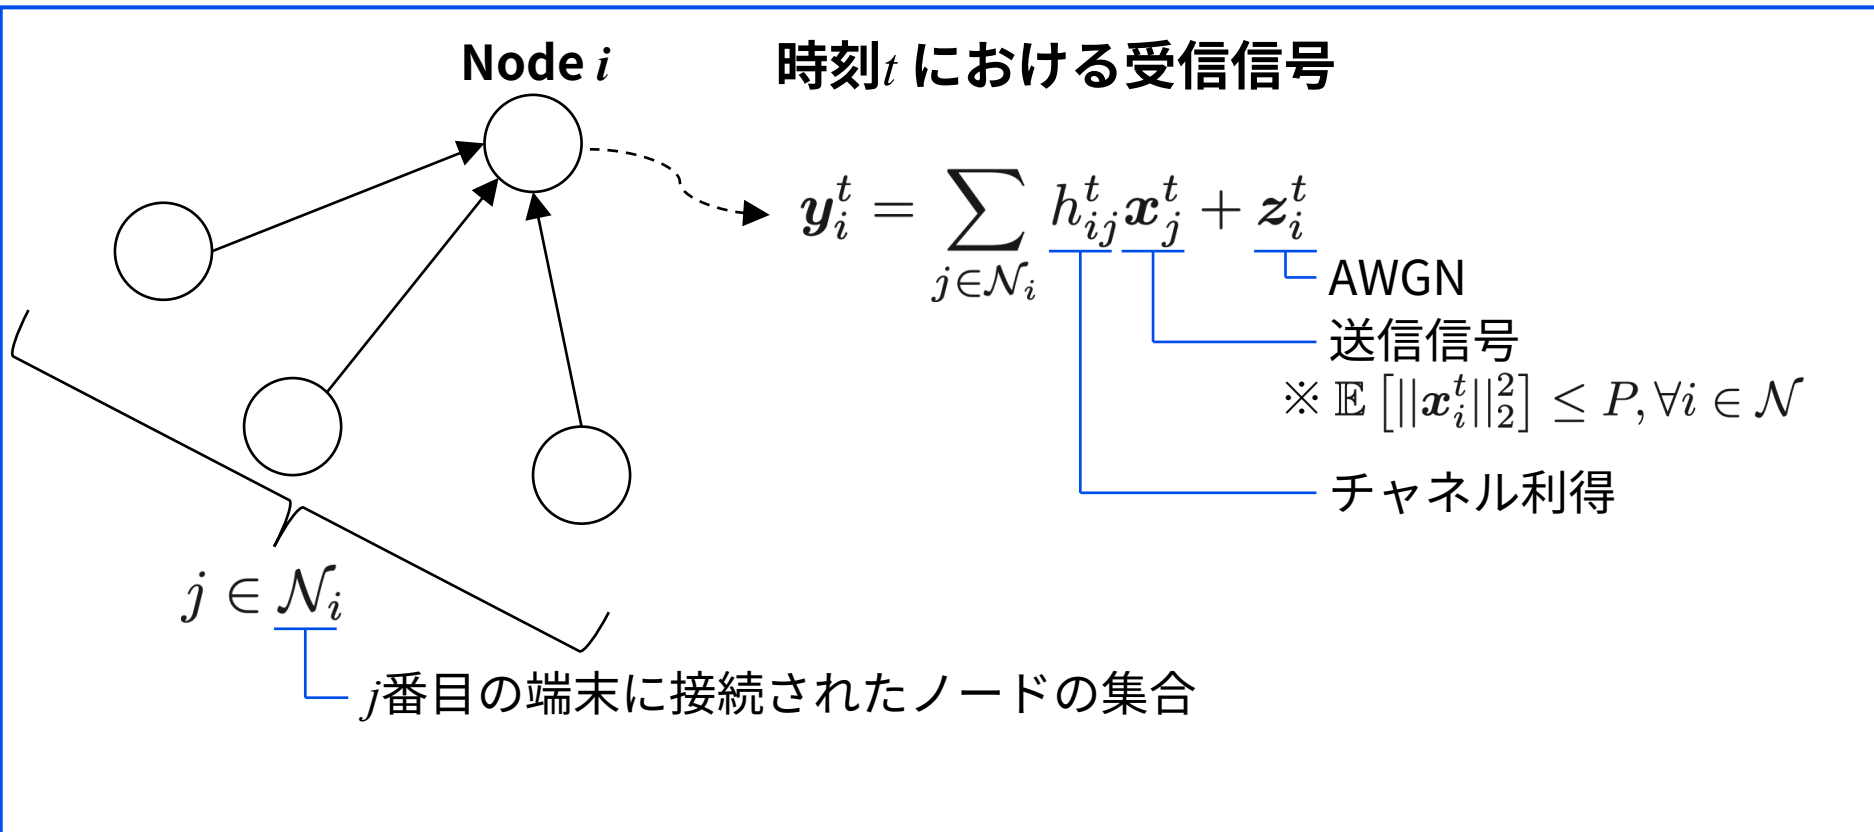 Node i
時刻t における受信信号
y_i^t = ∑_{j∈𝒩_i} h_{ij}^t x_j^t + z_i^t
AWGN
送信信号
※ 𝔼 [||x_i^t||_2^2] ≤ P, ∀i ∈ 𝒩
チャネル利得
j ∈ 𝒩_i
j番目の端末に接続されたノードの集合